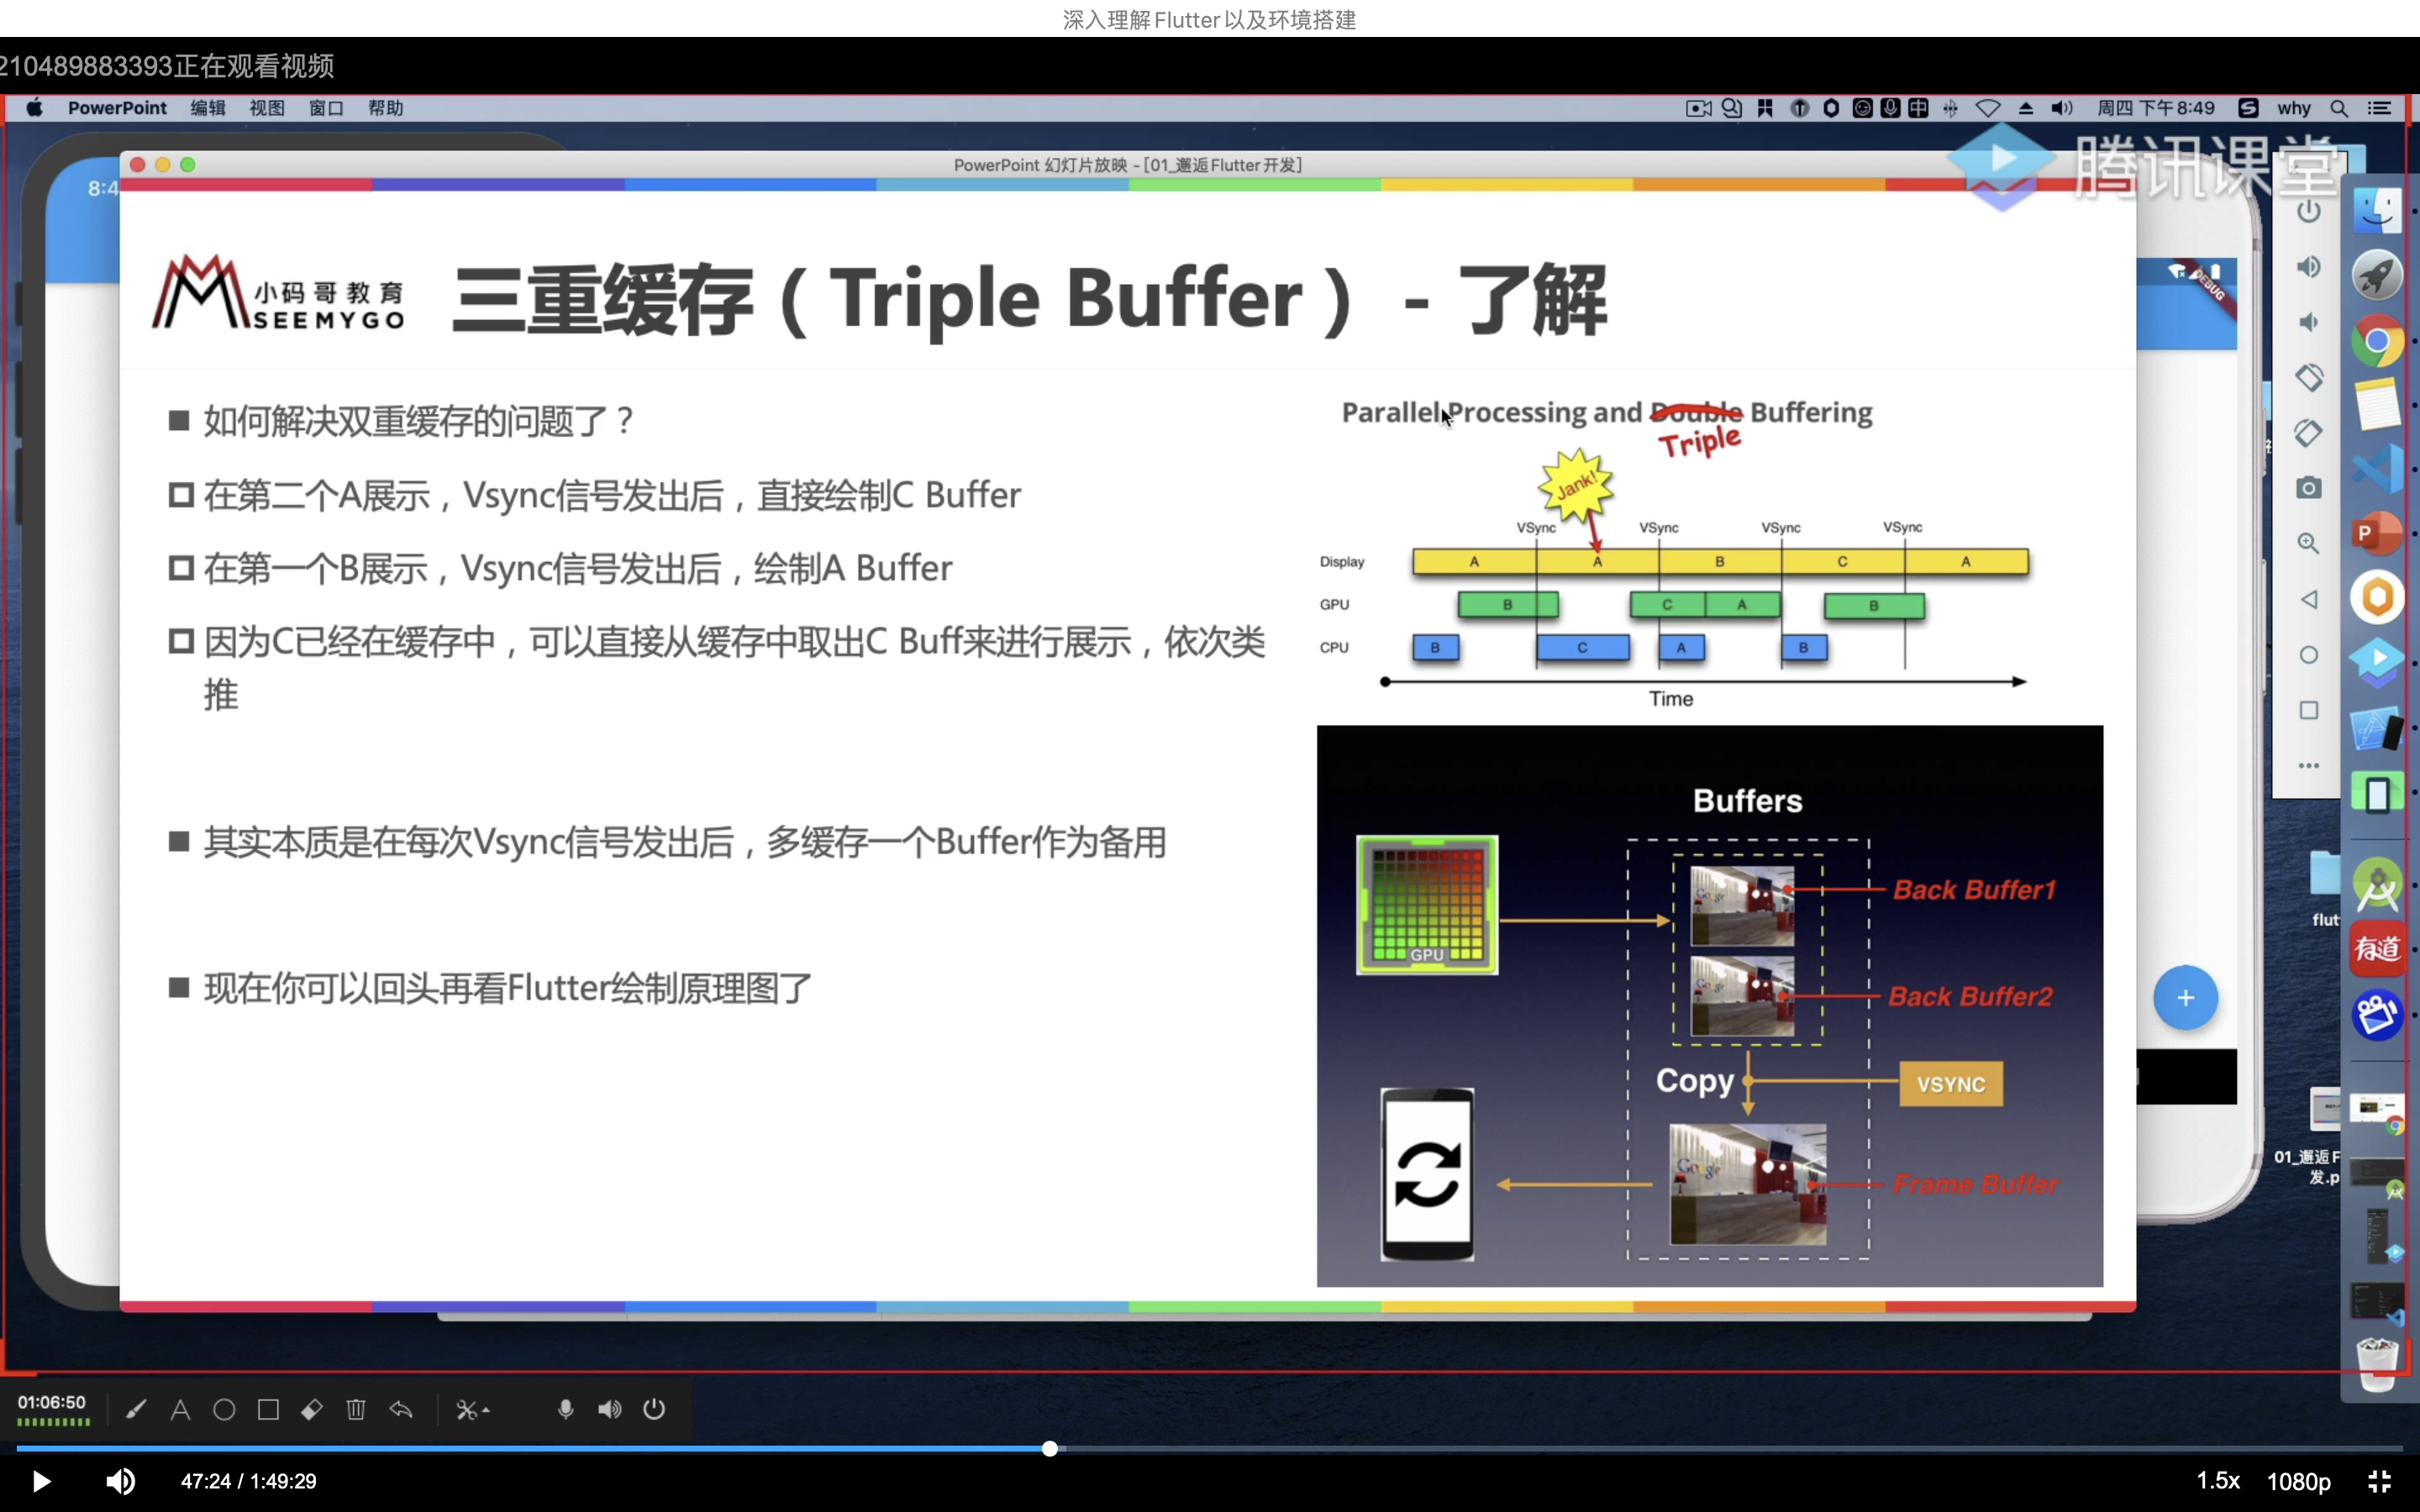 深入理解Flutter以及环境搭建
210489883393正在观看视频
PowerPoint 编辑 视图 窗口 帮助
周四 下午8:49 why
腾讯课堂
PowerPoint 幻灯片放映 - [01_邂逅Flutter开发]
8:4
小码哥教育
SEEMYGO
三重缓存（Triple Buffer） - 了解
如何解决双重缓存的问题了？
在第二个A展示，Vsync信号发出后，直接绘制C Buffer
在第一个B展示，Vsync信号发出后，绘制A Buffer
因为C已经在缓存中，可以直接从缓存中取出C Buff来进行展示，依次类
推
其实本质是在每次Vsync信号发出后，多缓存一个Buffer作为备用
现在你可以回头再看Flutter绘制原理图了
Parallel Processing and Double Buffering
Triple
Jank!
VSync VSync VSync VSync
Display A A B C A
GPU B C A B
CPU B C A B
Time
Buffers
GPU
Back Buffer1
Back Buffer2
Copy
VSYNC
Frame Buffer
DEBUG
flut
有道
01_邂逅F
发.p
01:06:50
47:24 / 1:49:29
1.5x 1080p